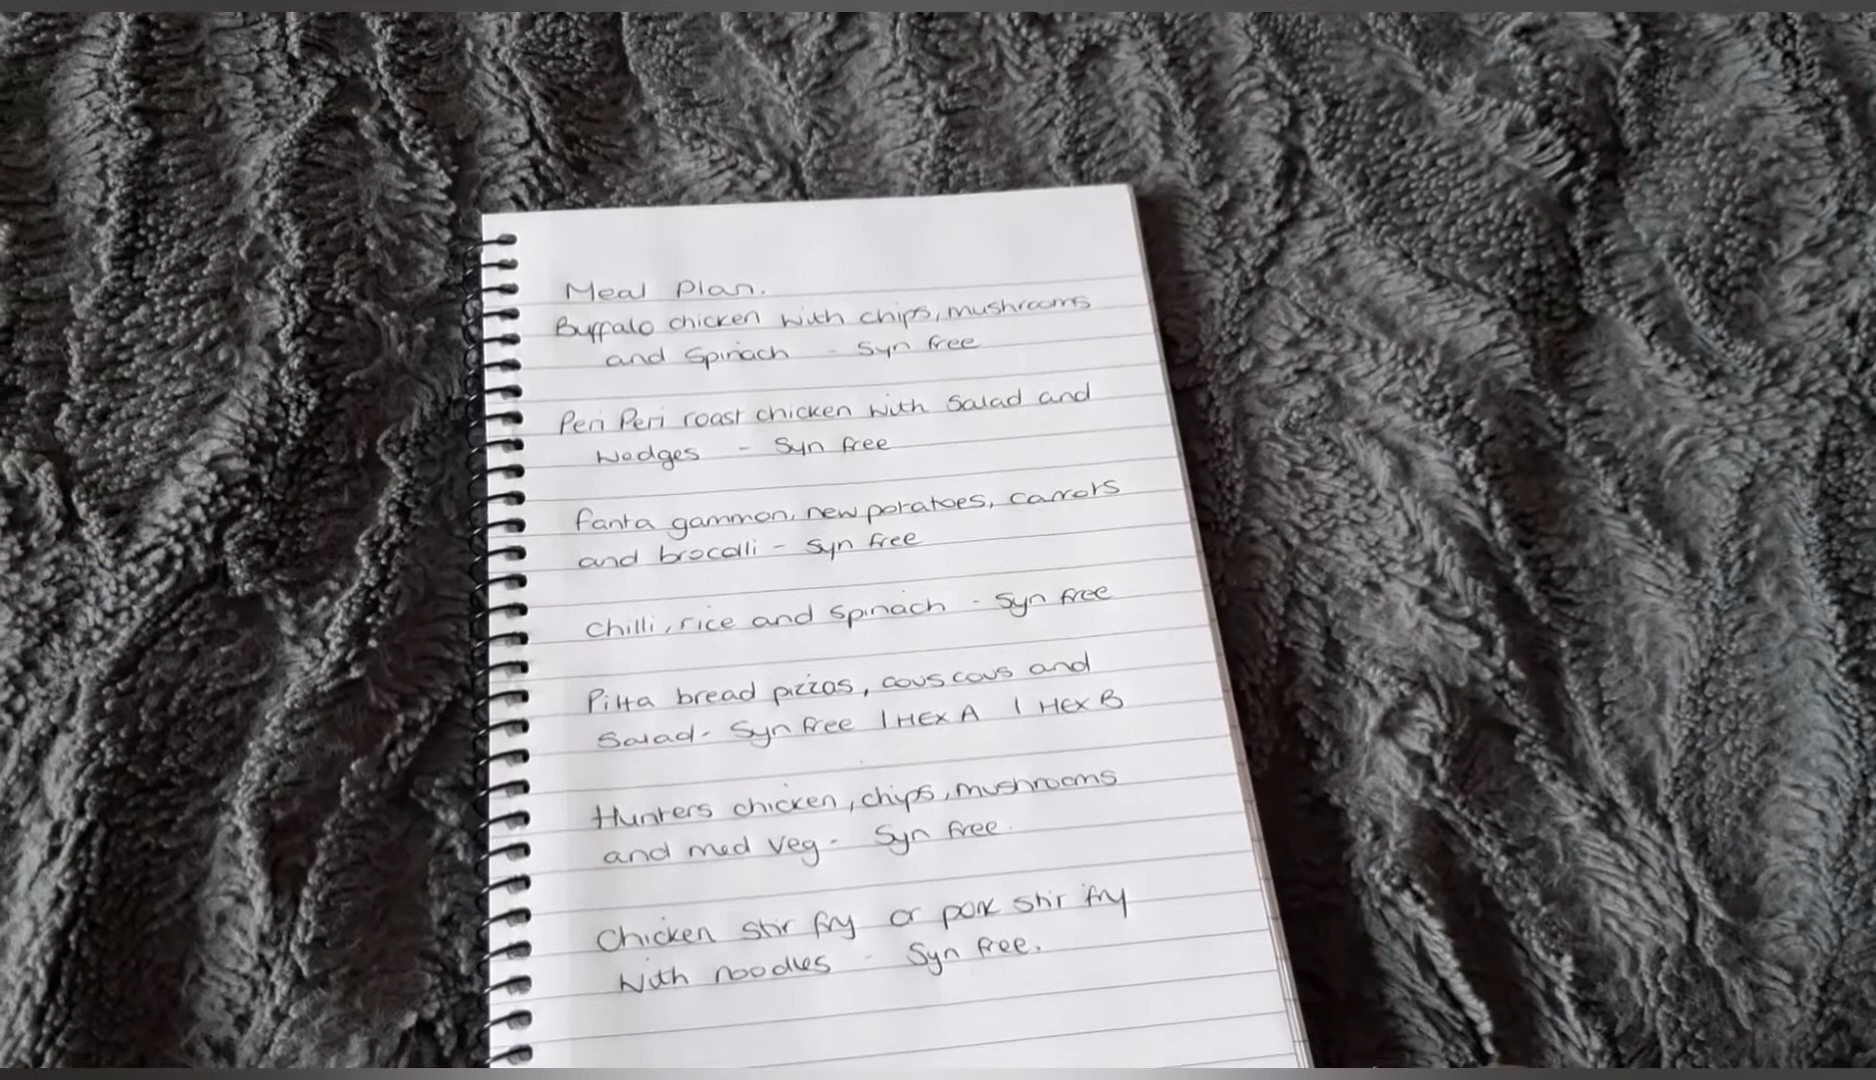 Meal Plan.
Buffalo chicken with chips, mushrooms
and Spinach - Syn free
Peri Peri roast chicken with Salad and
Wedges - Syn free
fanta gammon, new potatoes, carrots
and brocolli - Syn free
Chilli, rice and Spinach - Syn free
Pitta bread pizzas, cous cous and
Salad - Syn free 1 HEX A 1 HEX B
Hunters chicken, chips, mushrooms
and med veg - Syn free.
Chicken stir fry or pork stir fry
With noodles - Syn free.